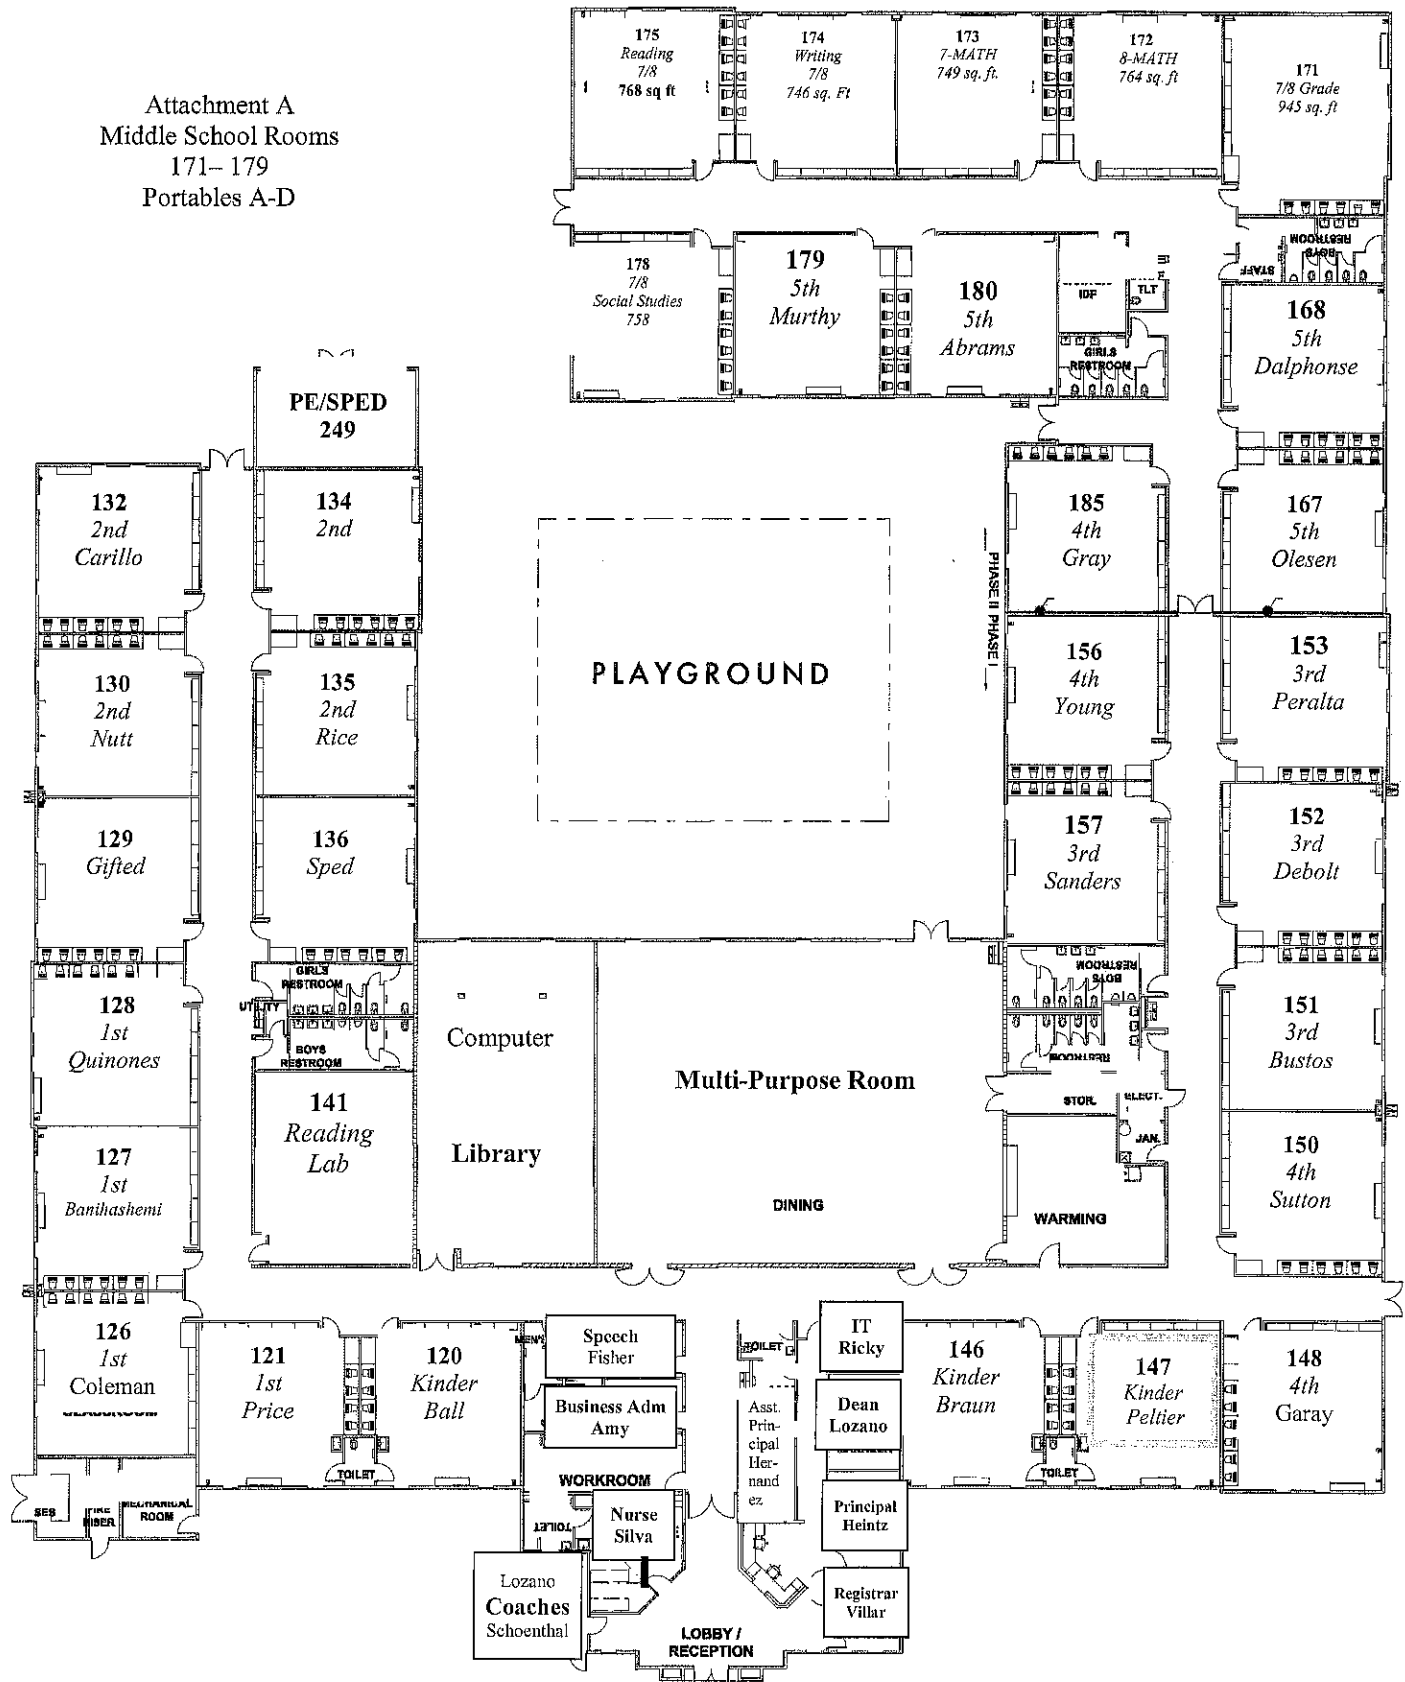 Attachment A
Middle School Rooms
171– 179
Portables A-D
175
Reading
7/8
768 sq ft
174
Writing
7/8
746 sq. Ft
173
7-MATH
749 sq. ft.
172
8-MATH
764 sq. ft
171
7/8 Grade
945 sq. ft
178
7/8
Social Studies
758
179
5th
Murthy
180
5th
Abrams
IDF
TLT
STAFF
BOYS
RESTROOM
GIRLS
RESTROOM
168
5th
Dalphonse
PE/SPED
249
132
2nd
Carillo
134
2nd
185
4th
Gray
167
5th
Olesen
PHASE II
PHASE I
PLAYGROUND
130
2nd
Nutt
135
2nd
Rice
156
4th
Young
153
3rd
Peralta
129
Gifted
136
Sped
157
3rd
Sanders
152
3rd
Debolt
GIRLS
RESTROOM
UTILITY
BOYS
RESTROOM
128
1st
Quinones
Computer
Library
Multi-Purpose Room
DINING
BOYS
RESTROOM
RESTROOM
STOR.
ELECT.
JAN.
WARMING
151
3rd
Bustos
141
Reading
Lab
127
1st
Banihashemi
150
4th
Sutton
126
1st
Coleman
CLASSROOM
121
1st
Price
120
Kinder
Ball
TOILET
MEN'S
Speech
Fisher
Business Adm
Amy
WORKROOM
TOILET
Nurse
Silva
Lozano
Coaches
Schoenthal
TOILET
Asst.
Prin-
cipal
Her-
nand
ez
IT
Ricky
Dean
Lozano
Principal
Heintz
Registrar
Villar
LOBBY /
RECEPTION
146
Kinder
Braun
TOILET
147
Kinder
Peltier
148
4th
Garay
SES
FIRE
RISER
MECHANICAL
ROOM